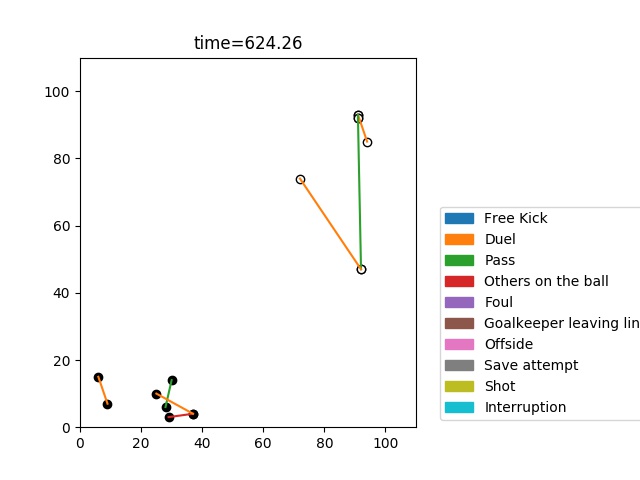 time=624.26
100
80
60
40
20
0
0 20 40 60 80 100
Free Kick
Duel
Pass
Others on the ball
Foul
Goalkeeper leaving lin
Offside
Save attempt
Shot
Interruption